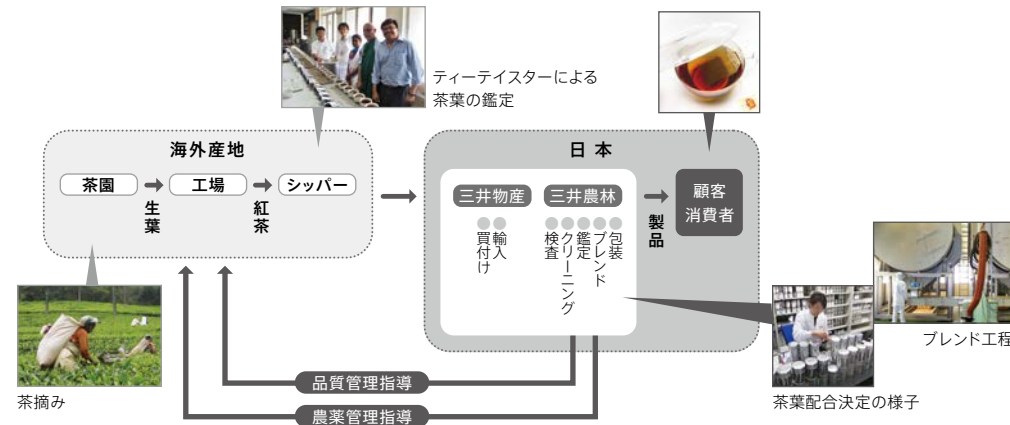 ティーテイスターによる
茶葉の鑑定
海外産地
茶園
生葉
工場
紅茶
シッパー
日本
三井物産
買付け
輸入
三井農林
検査
クリーニング
鑑定
ブレンド
包装
製品
顧客
消費者
茶摘み
品質管理指導
農薬管理指導
茶葉配合決定の様子
ブレンド工程